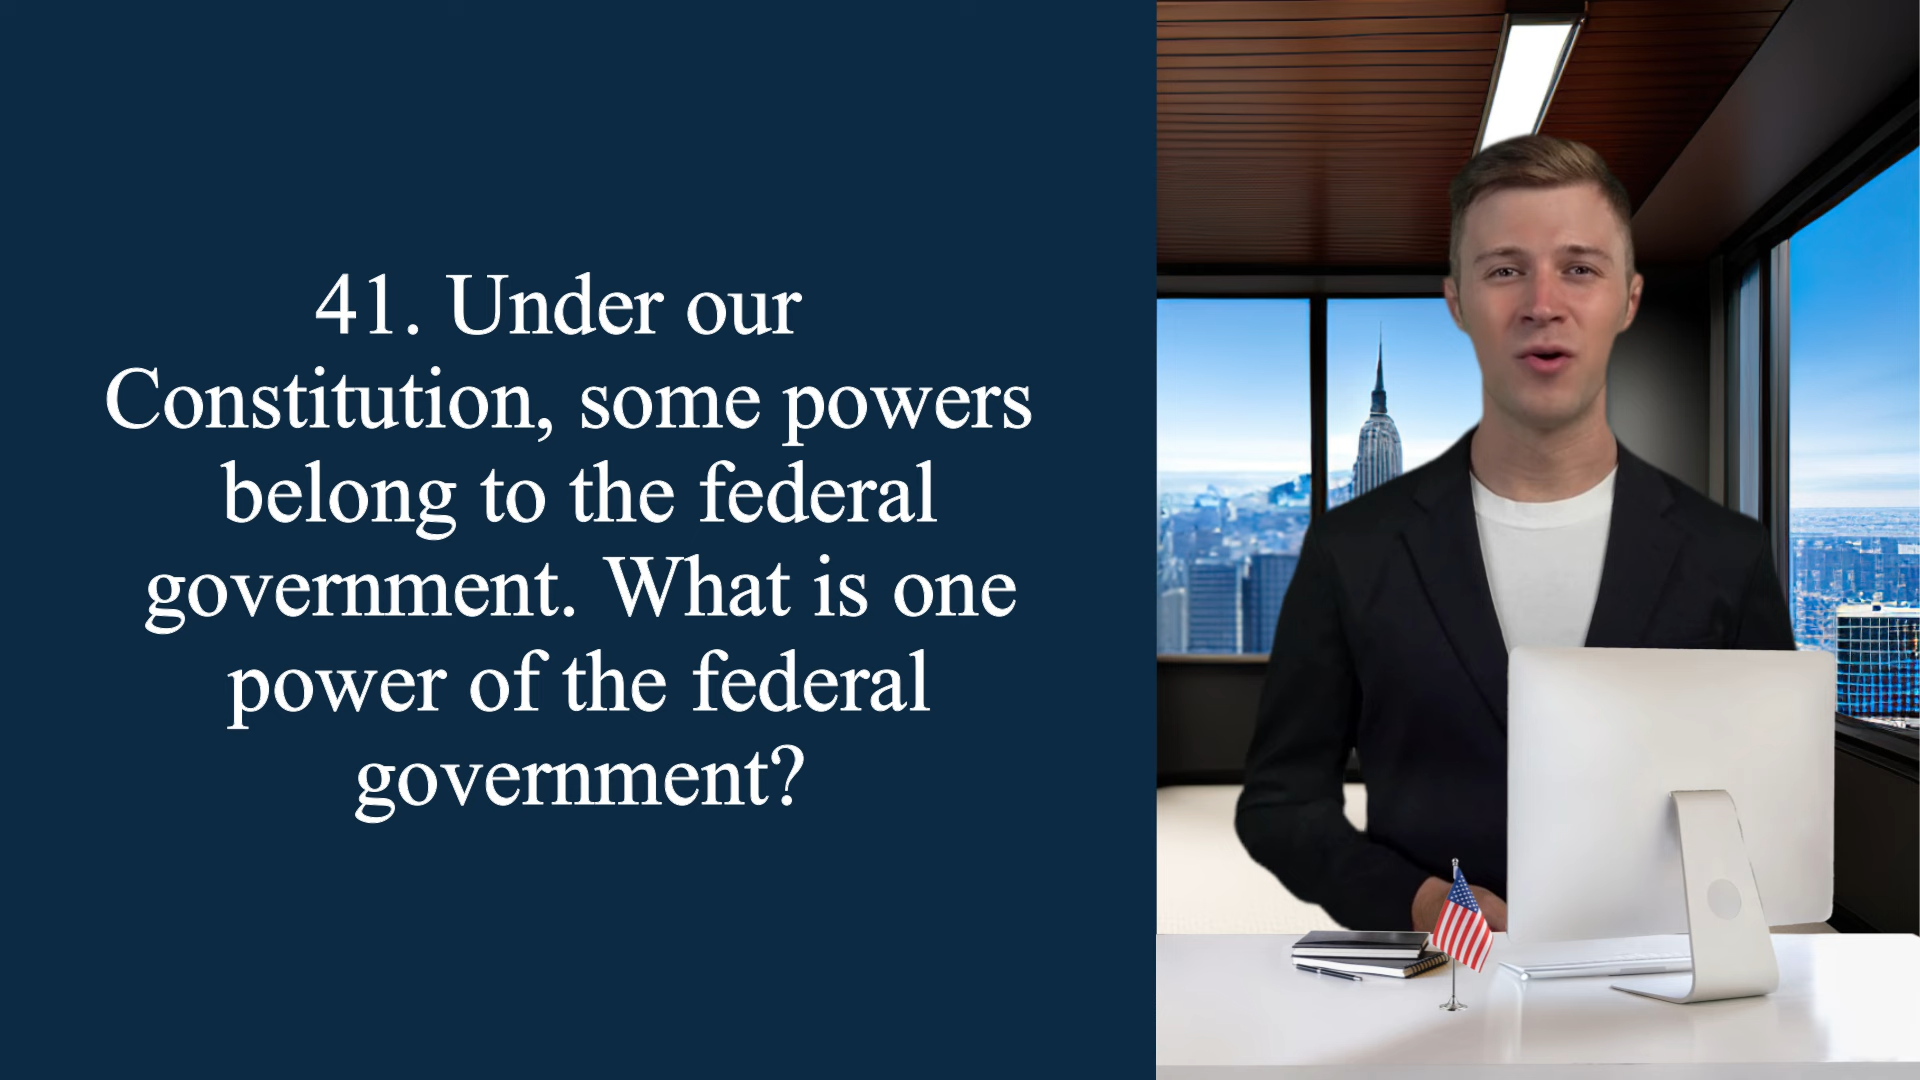 41. Under our
Constitution, some powers
belong to the federal
government. What is one
power of the federal
government?